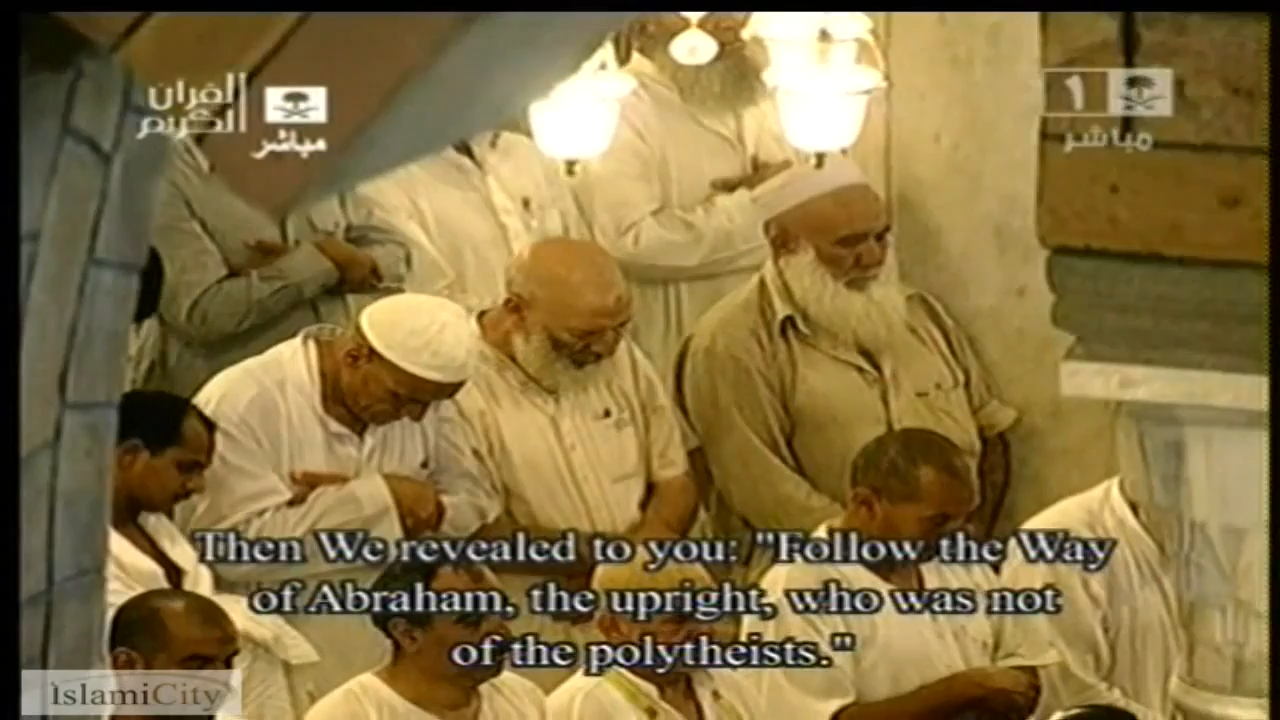 القرآن
الكريم
مباشر
١
مباشر
Then We revealed to you: "Follow the Way
of Abraham, the upright, who was not
of the polytheists."
IslamiCity